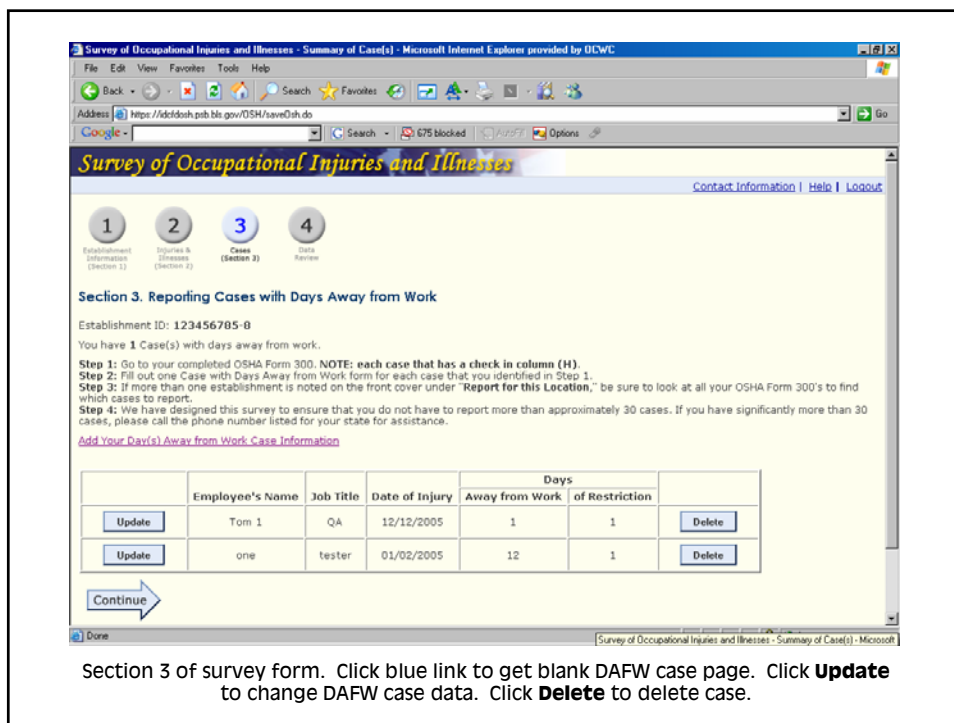 Survey of Occupational Injuries and Illnesses - Summary of Case(s) - Microsoft Internet Explorer provided by OCWC
File Edit View Favorites Tools Help
Back Search Favorites
Address https://idcfdosh.psb.bls.gov/OSH/saveOsh.do Go
Google - Search 675 blocked AutoFill Options
Survey of Occupational Injuries and Illnesses
Contact Information | Help | Logout
1 2 3 4
Establishment Information (Section 1) Injuries & Illnesses (Section 2) Cases (Section 3) Data Review
Section 3. Reporting Cases with Days Away from Work
Establishment ID: 123456785-8
You have 1 Case(s) with days away from work.
Step 1: Go to your completed OSHA Form 300. NOTE: each case that has a check in column (H).
Step 2: Fill out one Case with Days Away from Work form for each case that you identified in Step 1.
Step 3: If more than one establishment is noted on the front cover under "Report for this Location," be sure to look at all your OSHA Form 300's to find
which cases to report.
Step 4: We have designed this survey to ensure that you do not have to report more than approximately 30 cases. If you have significantly more than 30
cases, please call the phone number listed for your state for assistance.
Add Your Day(s) Away from Work Case Information
Days
Employee's Name Job Title Date of Injury Away from Work of Restriction
Update Tom 1 QA 12/12/2005 1 1 Delete
Update one tester 01/02/2005 12 1 Delete
Continue
Done
Survey of Occupational Injuries and Illnesses - Summary of Case(s) - Microsoft
Section 3 of survey form. Click blue link to get blank DAFW case page. Click Update
to change DAFW case data. Click Delete to delete case.